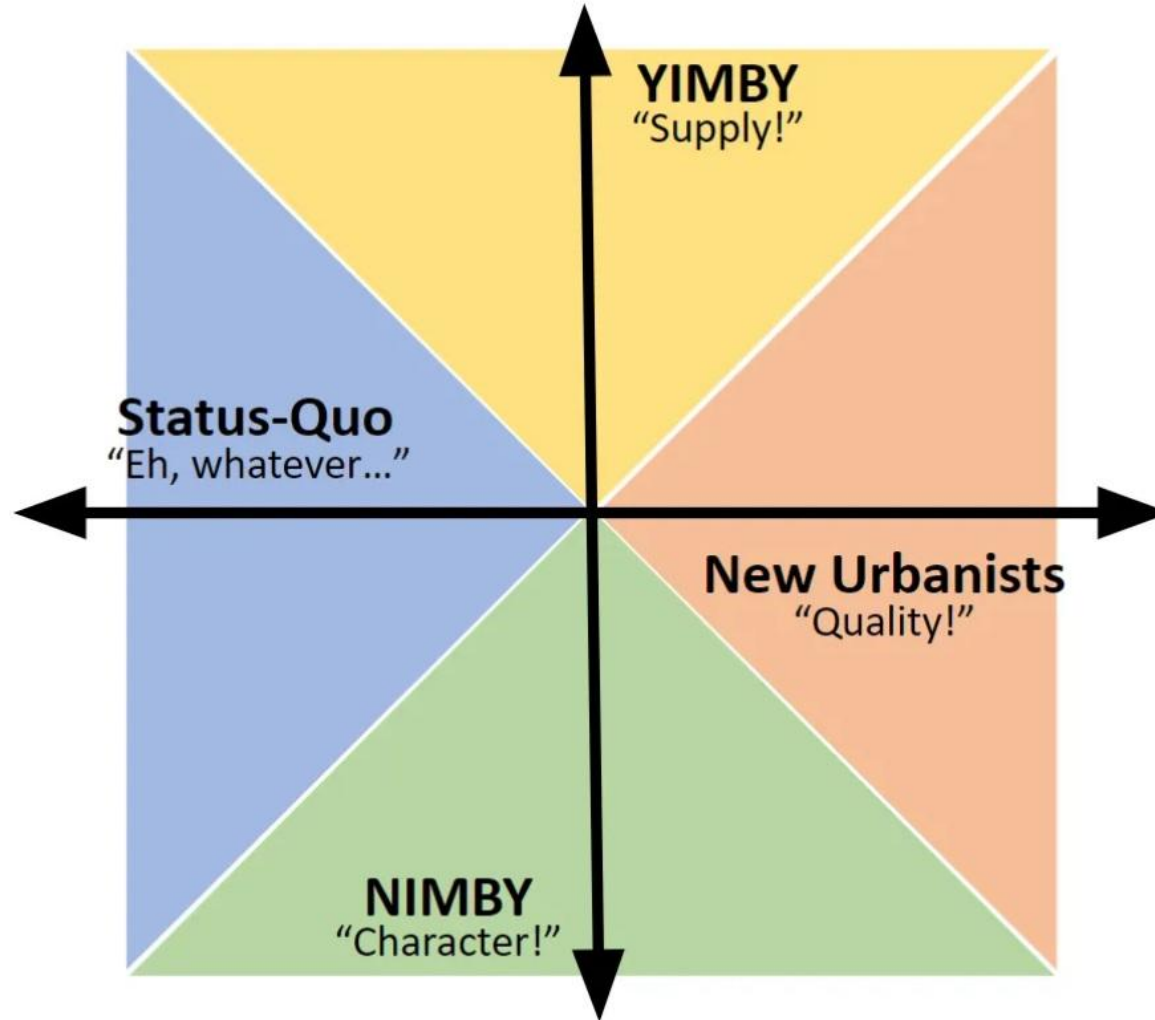 YIMBY
“Supply!”
Status-Quo
“Eh, whatever…”
New Urbanists
“Quality!”
NIMBY
“Character!”